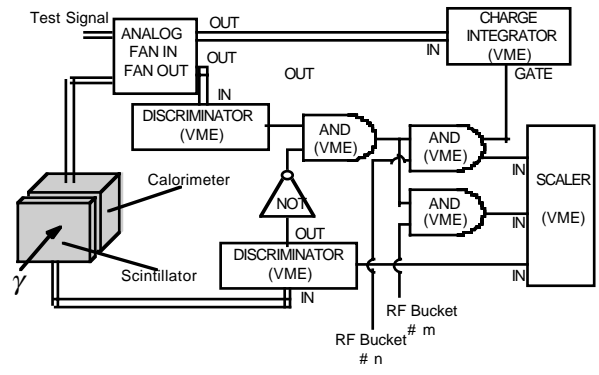 Test Signal
ANALOG
FAN IN
FAN OUT
OUT
OUT
IN
OUT
IN
CHARGE
INTEGRATOR
(VME)
GATE
DISCRIMINATOR
(VME)
AND
(VME)
AND
(VME)
IN
SCALER
(VME)
NOT
AND
(VME)
IN
Calorimeter
OUT
DISCRIMINATOR
(VME)
IN
IN
Scintillator
γ
RF Bucket
# m
RF Bucket
# n